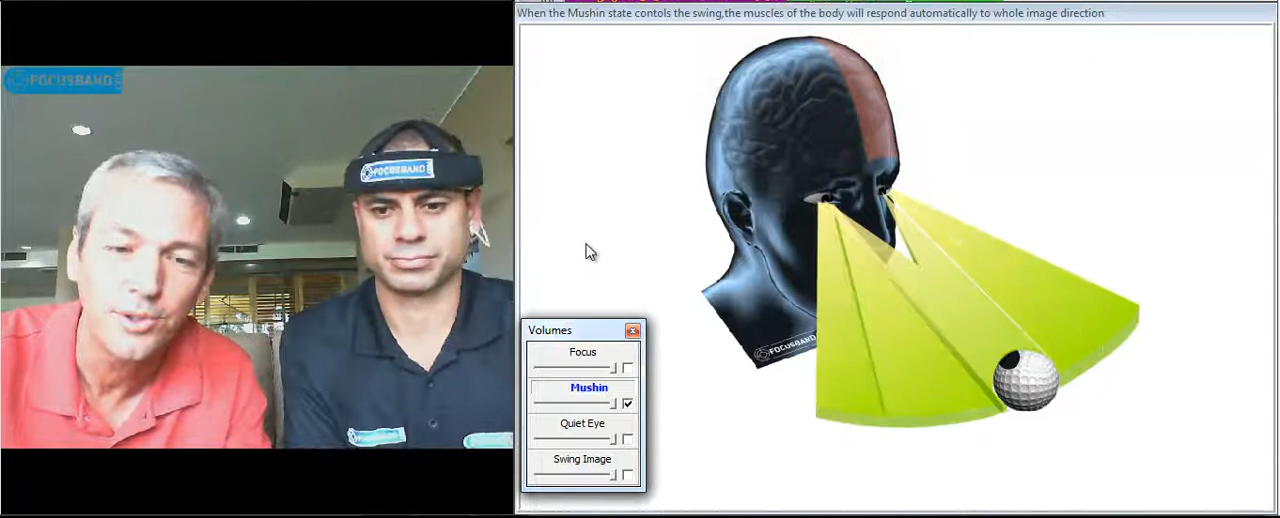 When the Mushin state contols the swing,the muscles of the body will respond automatically to whole image direction
FOCUSBAND
FOCUSBAND
FOCUSBAND
Volumes
Focus
Mushin
Quiet Eye
Swing Image